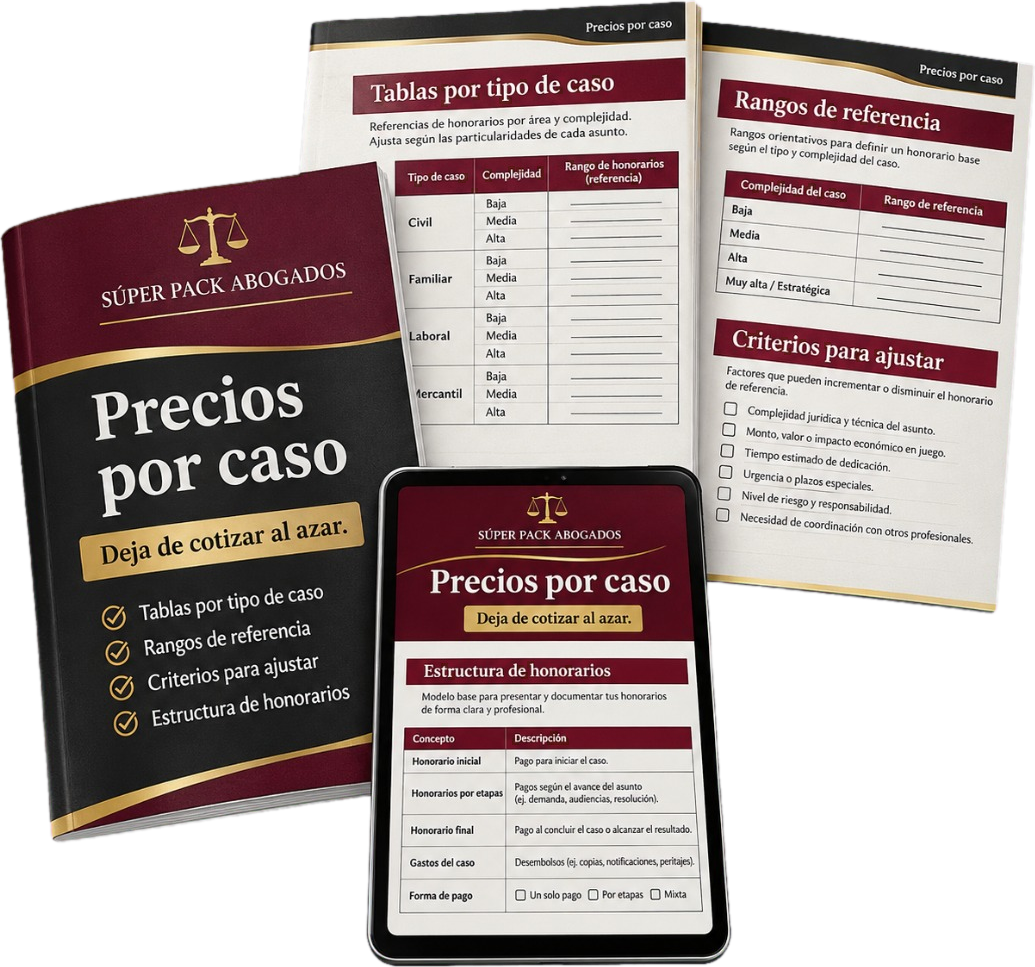 Precios por caso
Tablas por tipo de caso
Referencias de honorarios por área y complejidad.
Ajusta según las particularidades de cada asunto.
Tipo de caso Complejidad Rango de honorarios
(referencia)
Civil
Baja
Media
Alta
Familiar
Baja
Media
Alta
Laboral
Baja
Media
Alta
Mercantil
Baja
Media
Alta
Precios por caso
Rangos de referencia
Rangos orientativos para definir un honorario base
según el tipo y complejidad del caso.
Complejidad del caso Rango de referencia
Baja
Media
Alta
Muy alta / Estratégica
Criterios para ajustar
Factores que pueden incrementar o disminuir el honorario
de referencia.
Complejidad jurídica y técnica del asunto.
Monto, valor o impacto económico en juego.
Tiempo estimado de dedicación.
Urgencia o plazos especiales.
Nivel de riesgo y responsabilidad.
Necesidad de coordinación con otros profesionales.
SÚPER PACK ABOGADOS
Precios
por caso
Deja de cotizar al azar.
Tablas por tipo de caso
Rangos de referencia
Criterios para ajustar
Estructura de honorarios
SÚPER PACK ABOGADOS
Precios por caso
Deja de cotizar al azar.
Estructura de honorarios
Modelo base para presentar y documentar tus honorarios
de forma clara y profesional.
Concepto Descripción
Honorario inicial Pago para iniciar el caso.
Honorarios por etapas Pagos según el avance del asunto
(ej. demanda, audiencias, resolución).
Honorario final Pago al concluir el caso o alcanzar el resultado.
Gastos del caso Desembolsos (ej. copias, notificaciones, peritajes).
Forma de pago Un solo pago Por etapas Mixta